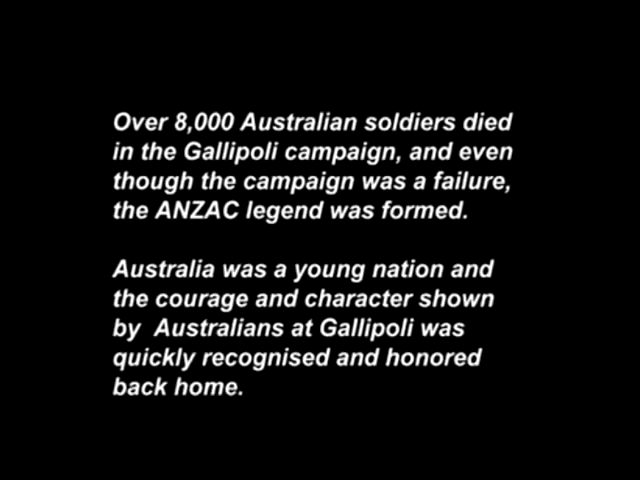 Over 8,000 Australian soldiers died
in the Gallipoli campaign, and even
though the campaign was a failure,
the ANZAC legend was formed.
Australia was a young nation and
the courage and character shown
by  Australians at Gallipoli was
quickly recognised and honored
back home.